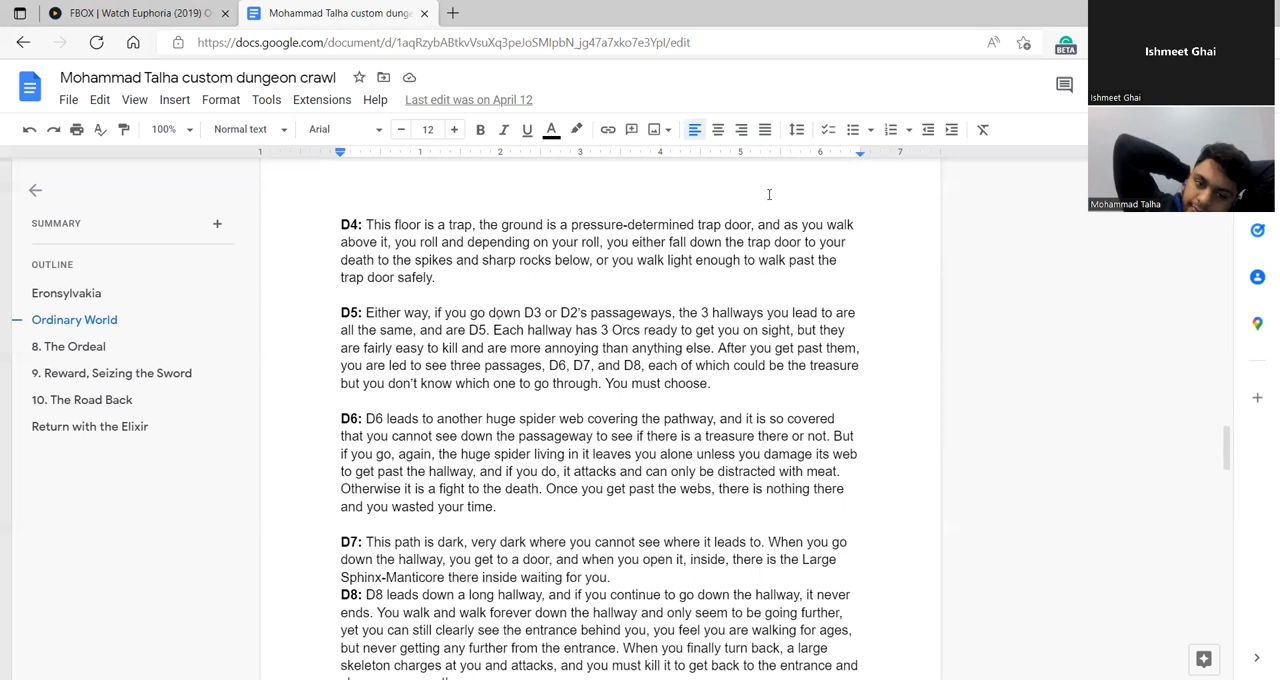 FBOX | Watch Euphoria (2019) O
Mohammad Talha custom dunge
https://docs.google.com/document/d/1aqRzybABtkvVsuXq3peJoSMIpbN_jg47a7xko7e3YpI/edit
BETA
Mohammad Talha custom dungeon crawl
File Edit View Insert Format Tools Extensions Help Last edit was on April 12
100% Normal text Arial 12
1 1 2 3 4 5 6 7
SUMMARY
OUTLINE
Eronsylvakia
Ordinary World
8. The Ordeal
9. Reward, Seizing the Sword
10. The Road Back
Return with the Elixir
D4: This floor is a trap, the ground is a pressure-determined trap door, and as you walk
above it, you roll and depending on your roll, you either fall down the trap door to your
death to the spikes and sharp rocks below, or you walk light enough to walk past the
trap door safely.
D5: Either way, if you go down D3 or D2's passageways, the 3 hallways you lead to are
all the same, and are D5. Each hallway has 3 Orcs ready to get you on sight, but they
are fairly easy to kill and are more annoying than anything else. After you get past them,
you are led to see three passages, D6, D7, and D8, each of which could be the treasure
but you don't know which one to go through. You must choose.
D6: D6 leads to another huge spider web covering the pathway, and it is so covered
that you cannot see down the passageway to see if there is a treasure there or not. But
if you go, again, the huge spider living in it leaves you alone unless you damage its web
to get past the hallway, and if you do, it attacks and can only be distracted with meat.
Otherwise it is a fight to the death. Once you get past the webs, there is nothing there
and you wasted your time.
D7: This path is dark, very dark where you cannot see where it leads to. When you go
down the hallway, you get to a door, and when you open it, inside, there is the Large
Sphinx-Manticore there inside waiting for you.
D8: D8 leads down a long hallway, and if you continue to go down the hallway, it never
ends. You walk and walk forever down the hallway and only seem to be going further,
yet you can still clearly see the entrance behind you, you feel you are walking for ages,
but never getting any further from the entrance. When you finally turn back, a large
skeleton charges at you and attacks, and you must kill it to get back to the entrance and
Ishmeet Ghai
Ishmeet Ghai
Mohammad Talha